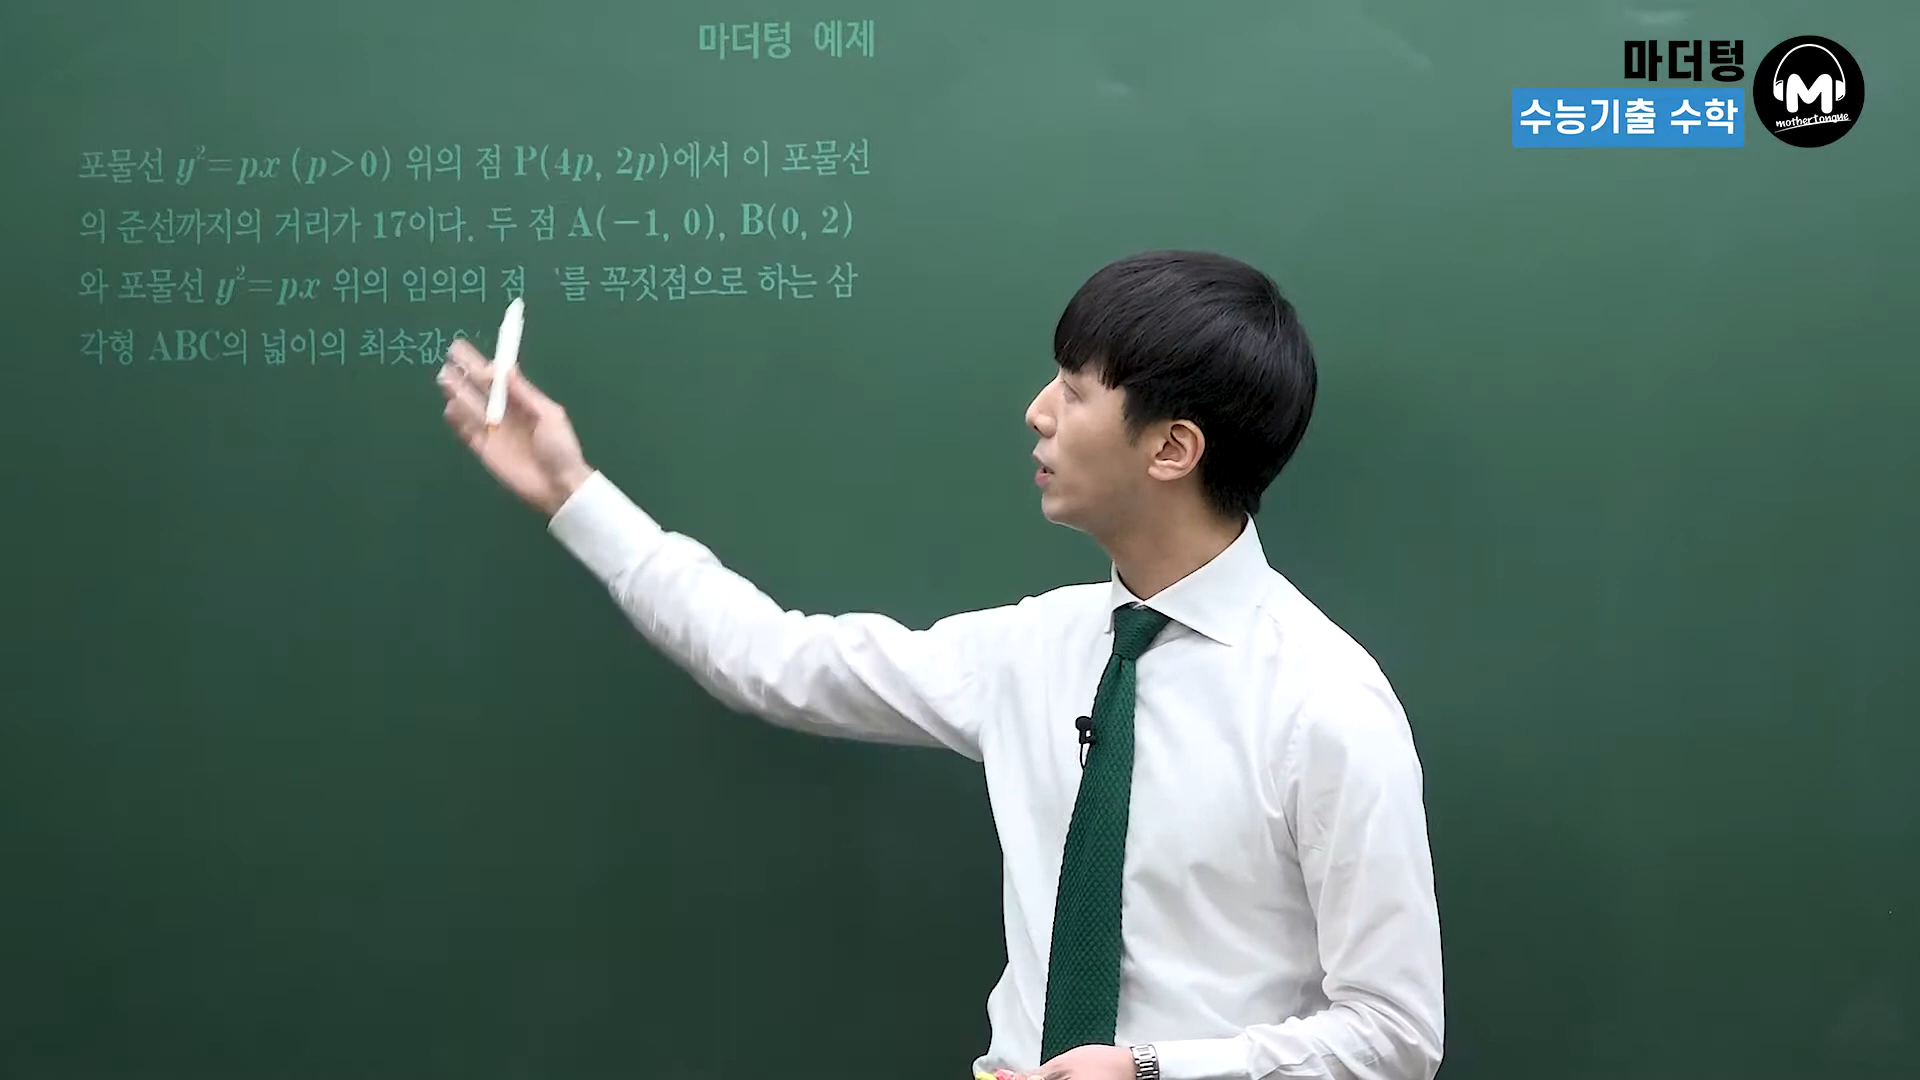 마더텅 예제
마더텅
수능기출 수학
M
mothertongue
포물선 y²=px (p>0) 위의 점 P(4p, 2p)에서 이 포물선
의 준선까지의 거리가 17이다. 두 점 A(−1, 0), B(0, 2)
와 포물선 y²=px 위의 임의의 점 를 꼭짓점으로 하는 삼
각형 ABC의 넓이의 최솟값